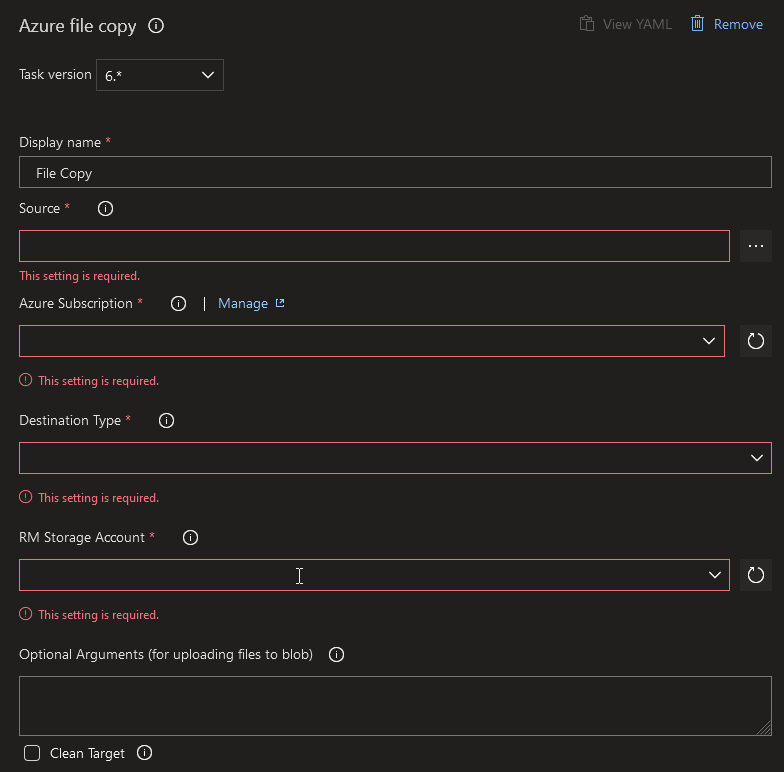 Azure file copy
View YAML
Remove
Task version 6.*
Display name *
File Copy
Source *
...
This setting is required.
Azure Subscription * | Manage
This setting is required.
Destination Type *
This setting is required.
RM Storage Account *
This setting is required.
Optional Arguments (for uploading files to blob)
Clean Target